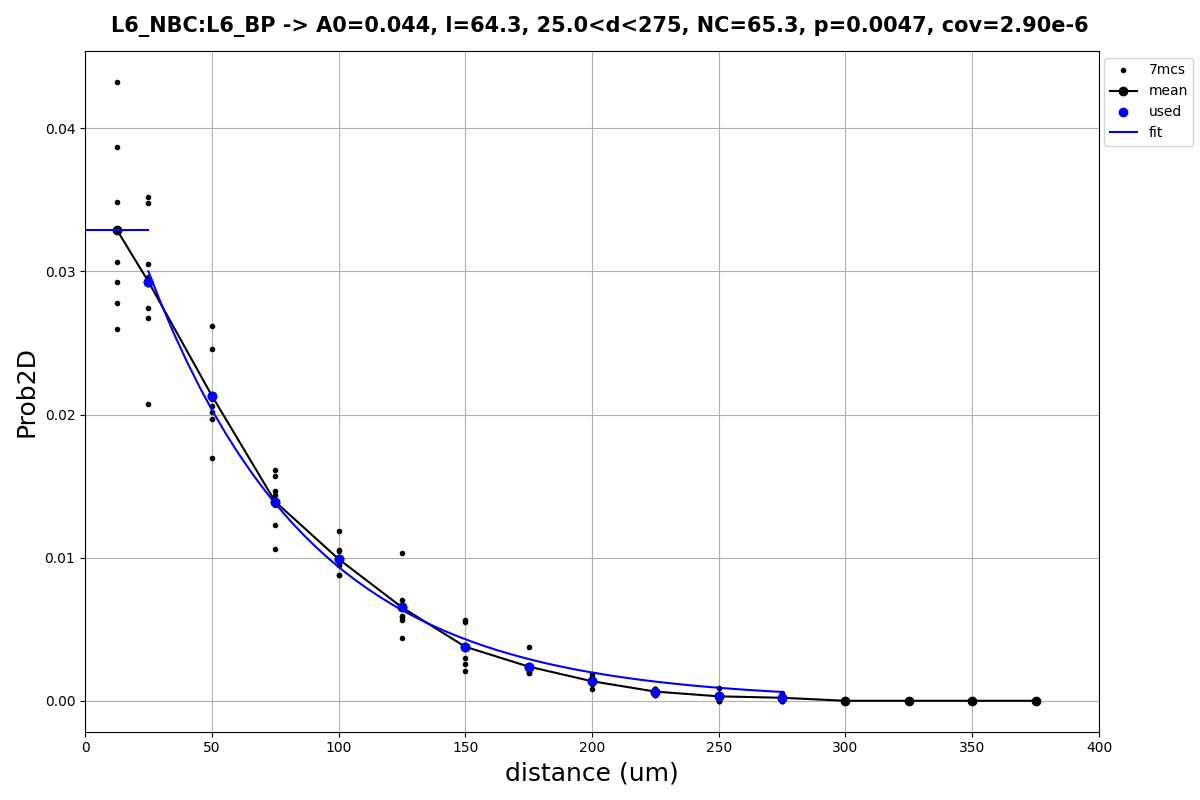 L6_NBC:L6_BP -> A0=0.044, l=64.3, 25.0<d<275, NC=65.3, p=0.0047, cov=2.90e-6
7mcs
mean
used
fit
Prob2D
0.04
0.03
0.02
0.01
0.00
0 50 100 150 200 250 300 350 400
distance (um)